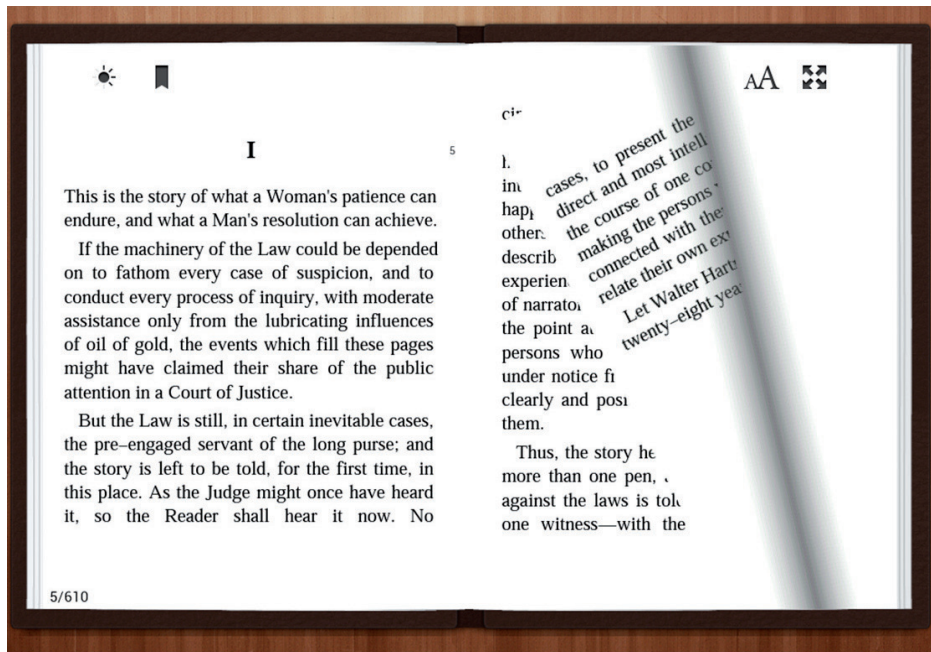 AA
I
5
This is the story of what a Woman's patience can
endure, and what a Man's resolution can achieve.
If the machinery of the Law could be depended
on to fathom every case of suspicion, and to
conduct every process of inquiry, with moderate
assistance only from the lubricating influences
of oil of gold, the events which fill these pages
might have claimed their share of the public
attention in a Court of Justice.
But the Law is still, in certain inevitable cases,
the pre–engaged servant of the long purse; and
the story is left to be told, for the first time, in
this place. As the Judge might once have heard
it, so the Reader shall hear it now. No
5/610
of
the point
persons who
under notice
clearly and
them.
Thus, the story
more than one pen,
against the laws is
one witness—with the
cases, to present the
direct and most
the course of one
making the persons
connected with
relate their own
Let Walter
twenty–eight